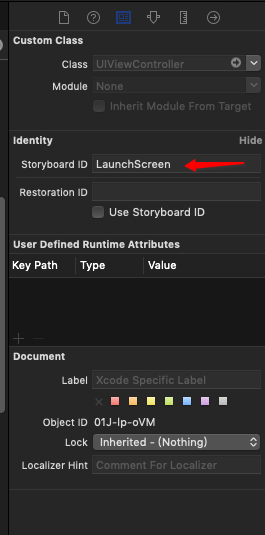 Custom Class
Class UIViewController
Module None
Inherit Module From Target
Identity Hide
Storyboard ID LaunchScreen
Restoration ID
Use Storyboard ID
User Defined Runtime Attributes
Key Path Type Value
Document
Label Xcode Specific Label
Object ID 01J-lp-oVM
Lock Inherited - (Nothing)
Localizer Hint Comment For Localizer